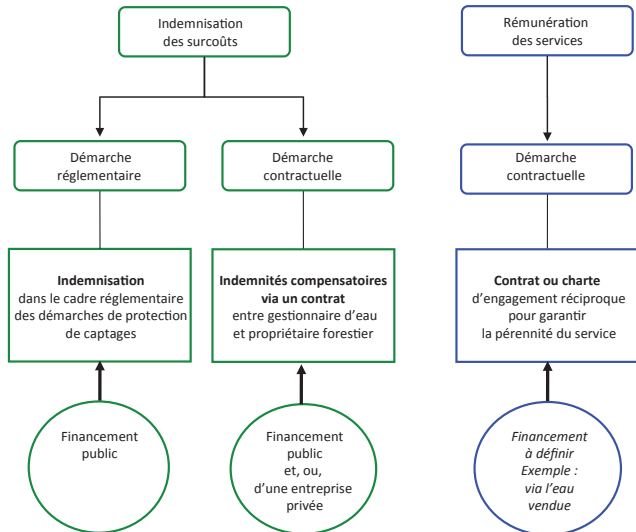 Indemnisation
des surcoûts
Rémunération
des services
Démarche
réglementaire
Démarche
contractuelle
Démarche
contractuelle
Indemnisation
dans le cadre réglementaire
des démarches de protection
de captages
Indemnités compensatoires
via un contrat
entre gestionnaire d'eau
et propriétaire forestier
Contrat ou charte
d'engagement réciproque
pour garantir
la pérennité du service
Financement
public
Financement
public
et, ou,
d'une entreprise
privée
Financement
à définir
Exemple :
via l'eau
vendue